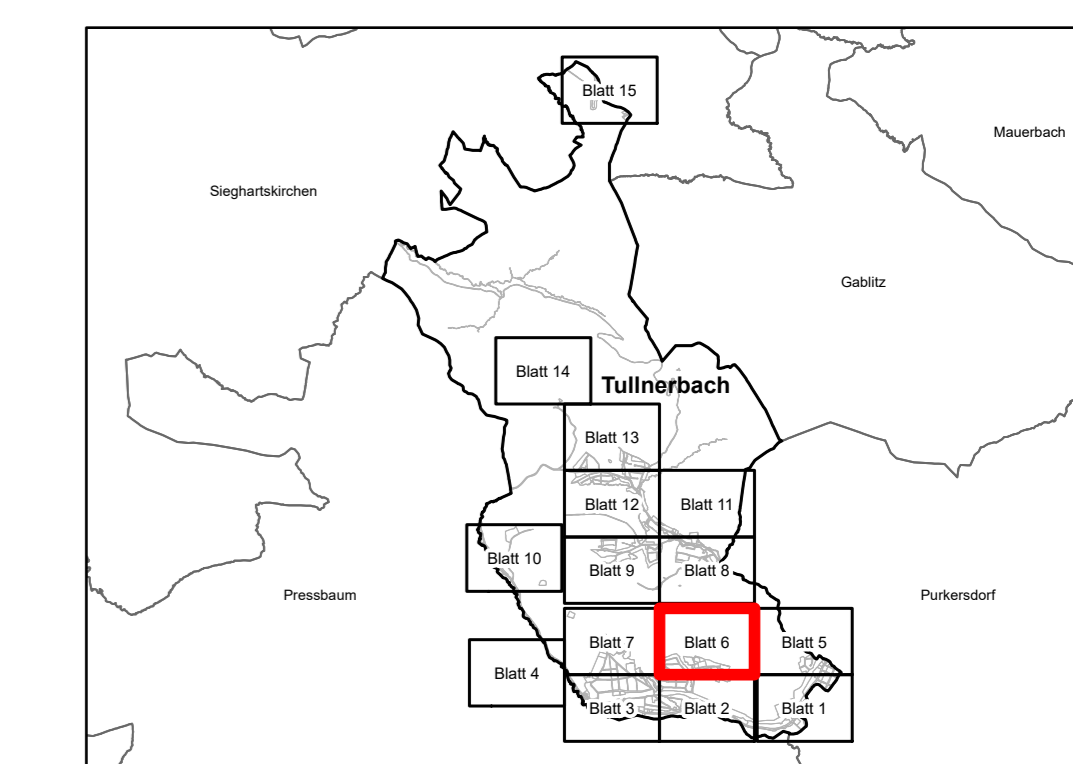 Blatt 15
Mauerbach
Sieghartskirchen
Gablitz
Blatt 14
Tullnerbach
Blatt 13
Blatt 12
Blatt 11
Blatt 10
Blatt 9
Blatt 8
Pressbaum
Purkersdorf
Blatt 7
Blatt 6
Blatt 5
Blatt 4
Blatt 3
Blatt 2
Blatt 1